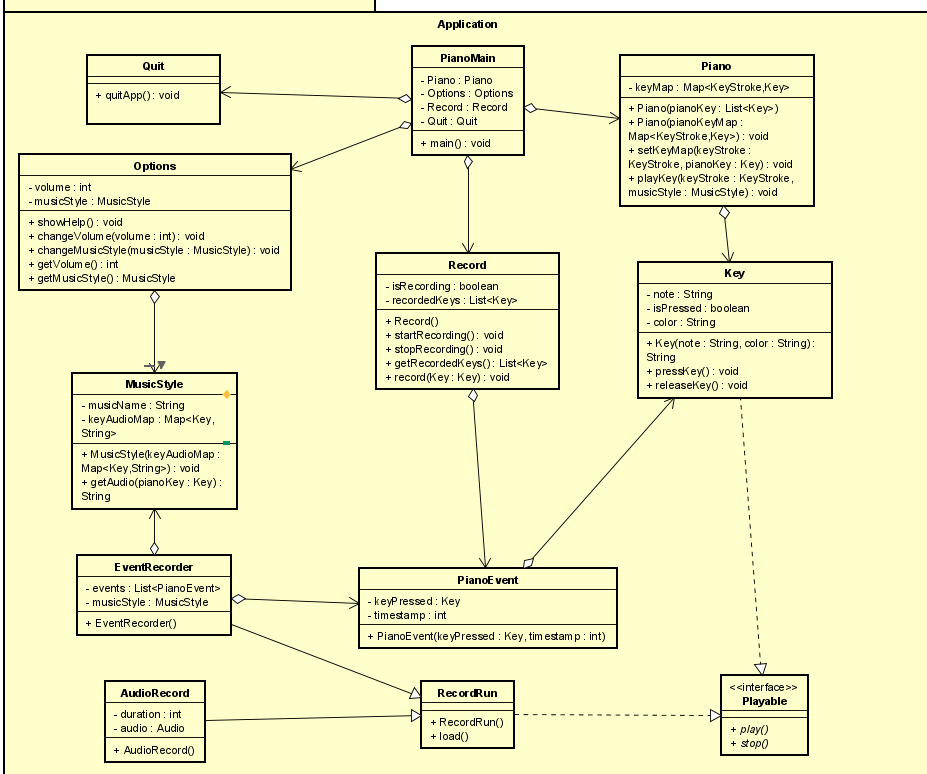 Application
Quit
+ quitApp() : void
PianoMain
- Piano : Piano
- Options : Options
- Record : Record
- Quit : Quit
+ main() : void
Piano
- keyMap : Map<KeyStroke,Key>
+ Piano(pianoKey : List<Key>)
+ Piano(pianoKeyMap :
Map<KeyStroke,Key>) : void
+ setKeyMap(keyStroke :
KeyStroke, pianoKey : Key) : void
+ playKey(keyStroke : KeyStroke,
musicStyle : MusicStyle) : void
Options
- volume : int
- musicStyle : MusicStyle
+ showHelp() : void
+ changeVolume(volume : int) : void
+ changeMusicStyle(musicStyle : MusicStyle) : void
+ getVolume() : int
+ getMusicStyle() : MusicStyle
Record
- isRecording : boolean
- recordedKeys : List<Key>
+ Record()
+ startRecording() : void
+ stopRecording() : void
+ getRecordedKeys() : List<Key>
+ record(Key : Key) : void
Key
- note : String
- isPressed : boolean
- color : String
+ Key(note : String, color : String) :
String
+ pressKey() : void
+ releaseKey() : void
MusicStyle
- musicName : String
- keyAudioMap : Map<Key,
String>
+ MusicStyle(keyAudioMap :
Map<Key,String>) : void
+ getAudio(pianoKey : Key) :
String
EventRecorder
- events : List<PianoEvent>
- musicStyle : MusicStyle
+ EventRecorder()
PianoEvent
- keyPressed : Key
- timestamp : int
+ PianoEvent(keyPressed : Key, timestamp : int)
AudioRecord
- duration : int
- audio : Audio
+ AudioRecord()
RecordRun
+ RecordRun()
+ load()
<<interface>>
Playable
+ play()
+ stop()